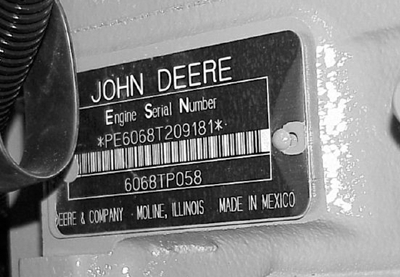 JOHN DEERE
Engine Serial Number
*PE6068T209181*
6068TP058
DEERE & COMPANY MOLINE, ILLINOIS MADE IN MEXICO